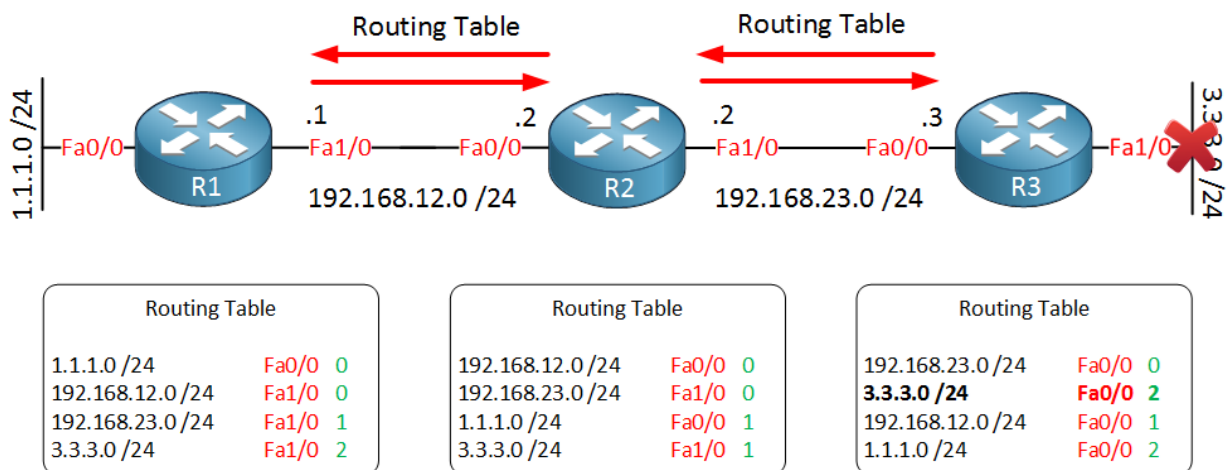 Routing Table
Routing Table
1.1.1.0 /24
Fa0/0
R1
.1
Fa1/0
192.168.12.0 /24
.2
Fa0/0
R2
.2
Fa1/0
192.168.23.0 /24
.3
Fa0/0
R3
Fa1/0
3.3.3.0 /24
Routing Table
1.1.1.0 /24 Fa0/0 0
192.168.12.0 /24 Fa1/0 0
192.168.23.0 /24 Fa1/0 1
3.3.3.0 /24 Fa1/0 2
Routing Table
192.168.12.0 /24 Fa0/0 0
192.168.23.0 /24 Fa1/0 0
1.1.1.0 /24 Fa0/0 1
3.3.3.0 /24 Fa1/0 1
Routing Table
192.168.23.0 /24 Fa0/0 0
3.3.3.0 /24 Fa0/0 2
192.168.12.0 /24 Fa0/0 1
1.1.1.0 /24 Fa0/0 2